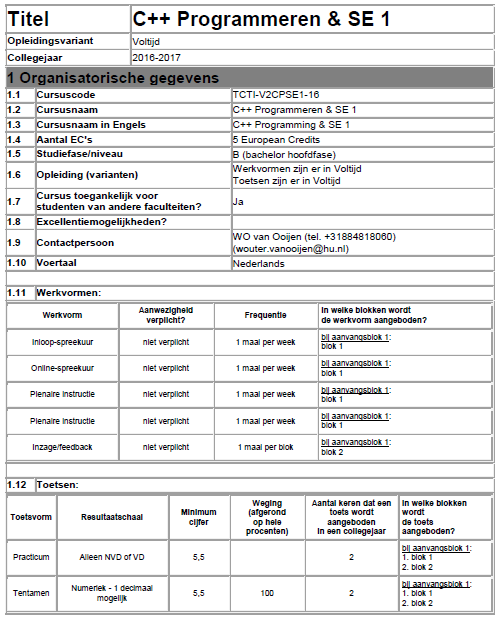 Titel C++ Programmeren & SE 1
Opleidingsvariant Voltijd
Collegejaar 2016-2017
1 Organisatorische gegevens
1.1 Cursuscode TCTI-V2CPSE1-16
1.2 Cursusnaam C++ Programmeren & SE 1
1.3 Cursusnaam in Engels C++ Programming & SE 1
1.4 Aantal EC's 5 European Credits
1.5 Studiefase/niveau B (bachelor hoofdfase)
1.6 Opleiding (varianten) Werkvormen zijn er in Voltijd
Toetsen zijn er in Voltijd
1.7 Cursus toegankelijk voor
studenten van andere faculteiten? Ja
1.8 Excellentiemogelijkheden?
1.9 Contactpersoon WO van Ooijen (tel. +31884818060)
(wouter.vanooijen@hu.nl)
1.10 Voertaal Nederlands
1.11 Werkvormen:
Werkvorm
Aanwezigheid
verplicht?
Frequentie
In welke blokken wordt
de werkvorm aangeboden?
Inloop-spreekuur niet verplicht 1 maal per week bij aanvangsblok 1:
blok 1
Online-spreekuur niet verplicht 1 maal per week bij aanvangsblok 1:
blok 1
Plenaire instructie niet verplicht 1 maal per week bij aanvangsblok 1:
blok 1
Plenaire instructie niet verplicht 1 maal per week bij aanvangsblok 1:
blok 1
Inzage/feedback niet verplicht 1 maal per blok bij aanvangsblok 1:
blok 2
1.12 Toetsen:
Toetsvorm
Resultaatschaal
Minimum
cijfer
Weging
(afgerond
op hele
procenten)
Aantal keren dat een
toets wordt
aangeboden
in een collegejaar
In welke blokken
wordt
de toets
aangeboden?
Practicum Alleen NVD of VD 5,5 2 bij aanvangsblok 1:
1. blok 1
2. blok 2
Tentamen Numeriek - 1 decimaal
mogelijk 5,5 100 2 bij aanvangsblok 1:
1. blok 1
2. blok 2